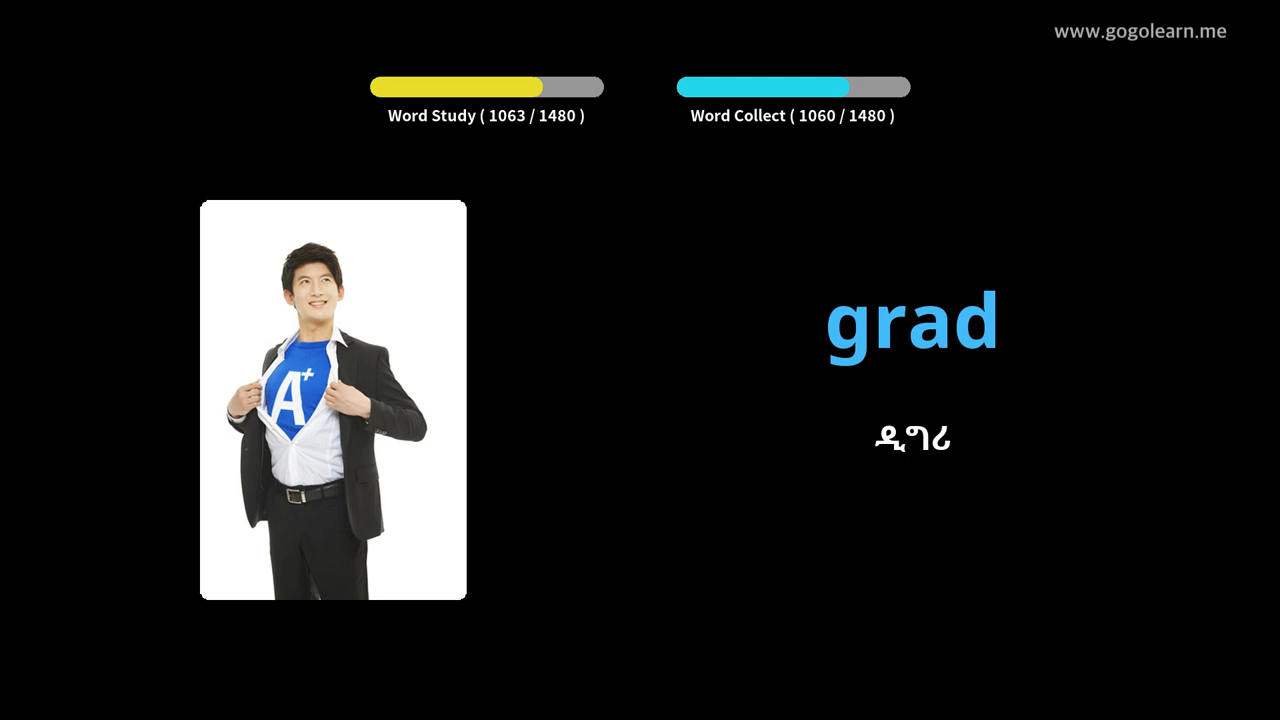 www.gogolearn.me
Word Study ( 1063 / 1480 )
Word Collect ( 1060 / 1480 )
A+
grad
ዲግሪ